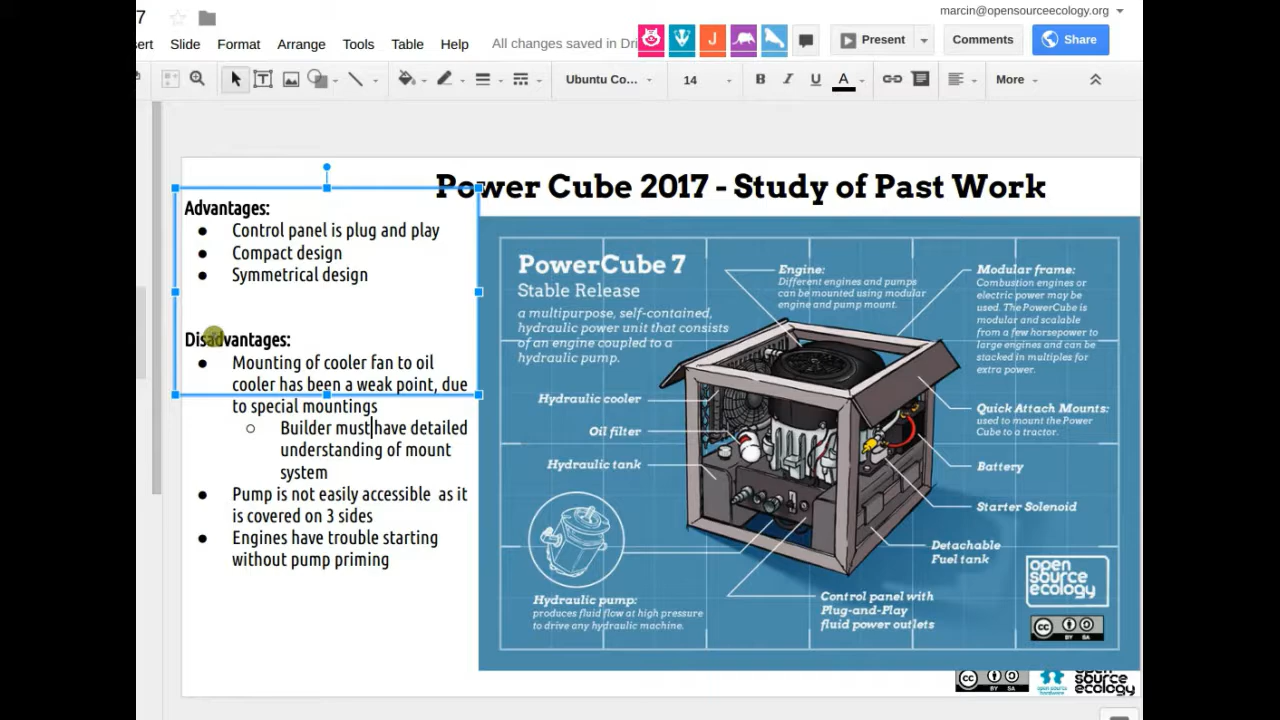 7
marcin@opensourceecology.org
ert Slide Format Arrange Tools Table Help All changes saved in Dri
J
Present
Comments
Share
Ubuntu Co...
14
B I U A
More
Power Cube 2017 - Study of Past Work
Advantages:
● Control panel is plug and play
● Compact design
● Symmetrical design
Disadvantages:
● Mounting of cooler fan to oil
cooler has been a weak point, due
to special mountings
○ Builder must have detailed
understanding of mount
system
● Pump is not easily accessible as it
is covered on 3 sides
● Engines have trouble starting
without pump priming
PowerCube 7
Stable Release
a multipurpose, self-contained,
hydraulic power unit that consists
of an engine coupled to a
hydraulic pump.
Engine:
Different engines and pumps
can be mounted using modular
engine and pump mount.
Modular frame:
Combustion engines or
electric power may be
used. The PowerCube is
modular and scalable
from a few horsepower to
large engines and can be
stacked in multiples for
extra power.
Hydraulic cooler
Oil filter
Hydraulic tank
Quick Attach Mounts:
used to mount the Power
Cube to a tractor.
Battery
Starter Solenoid
Detachable
Fuel tank
Hydraulic pump:
produces fluid flow at high pressure
to drive any hydraulic machine.
Control panel with
Plug-and-Play
fluid power outlets
open
source
ecology
cc
BY SA
cc
BY SA
open source
hardware
open
source
ecology